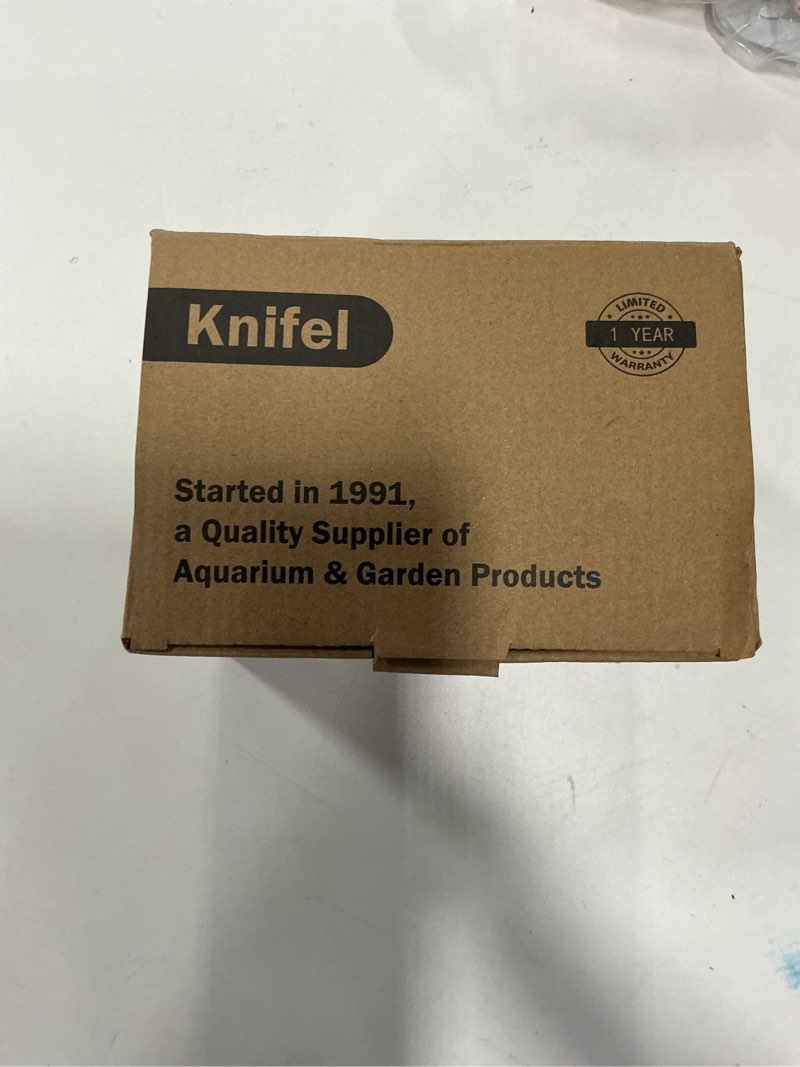 Knifel
LIMITED
1 YEAR
WARRANTY
Started in 1991,
a Quality Supplier of
Aquarium & Garden Products